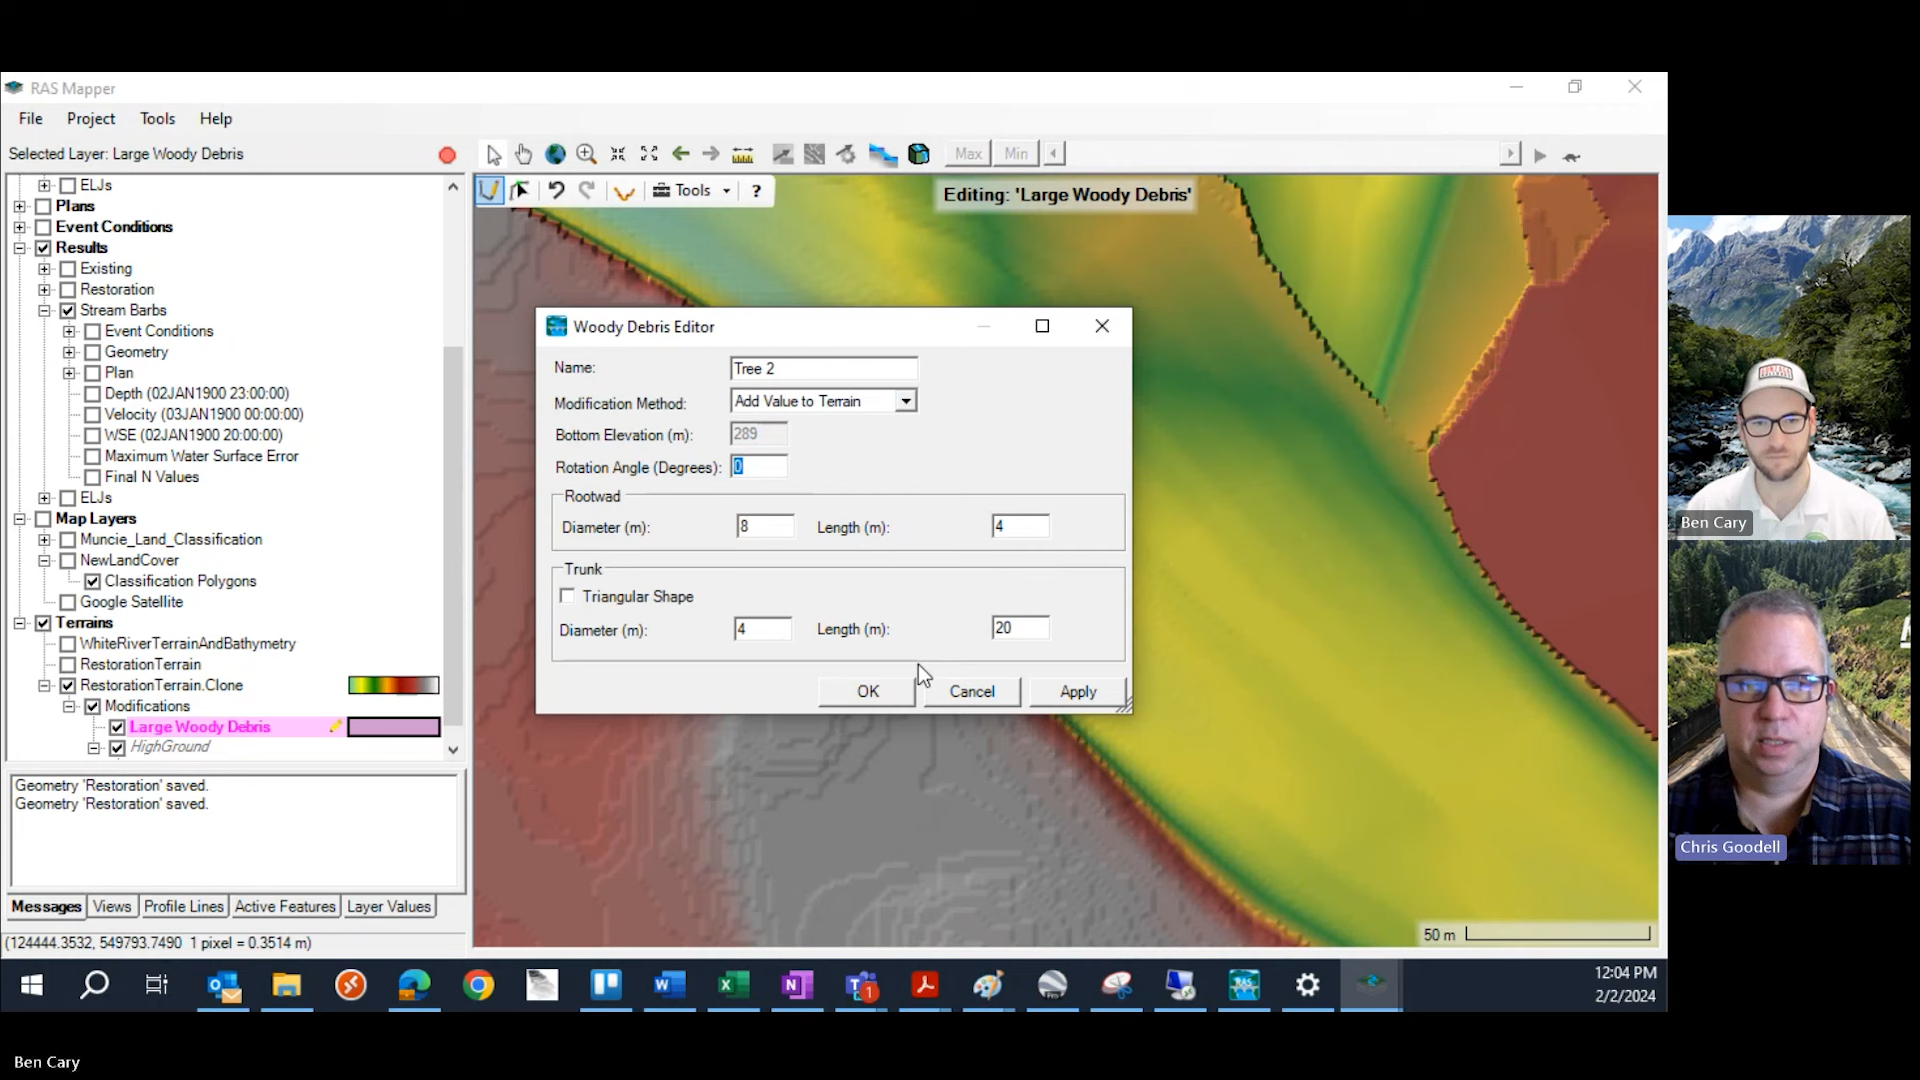 RAS Mapper
File Project Tools Help
Selected Layer: Large Woody Debris
Max Min
ELJs
Plans
Event Conditions
Results
Existing
Restoration
Stream Barbs
Event Conditions
Geometry
Plan
Depth (02JAN1900 23:00:00)
Velocity (03JAN1900 00:00:00)
WSE (02JAN1900 20:00:00)
Maximum Water Surface Error
Final N Values
ELJs
Map Layers
Muncie_Land_Classification
NewLandCover
Classification Polygons
Google Satellite
Terrains
WhiteRiverTerrainAndBathymetry
RestorationTerrain
RestorationTerrain.Clone
Modifications
Large Woody Debris
HighGround
Geometry 'Restoration' saved.
Geometry 'Restoration' saved.
Messages Views Profile Lines Active Features Layer Values
(124444.3532, 549793.7490 1 pixel = 0.3514 m)
Tools ?
Editing: 'Large Woody Debris'
Woody Debris Editor
Name: Tree 2
Modification Method: Add Value to Terrain
Bottom Elevation (m): 289
Rotation Angle (Degrees): 0
Rootwad
Diameter (m): 8 Length (m): 4
Trunk
Triangular Shape
Diameter (m): 4 Length (m): 20
OK Cancel Apply
50 m
Ben Cary
Chris Goodell
12:04 PM
2/2/2024
Ben Cary